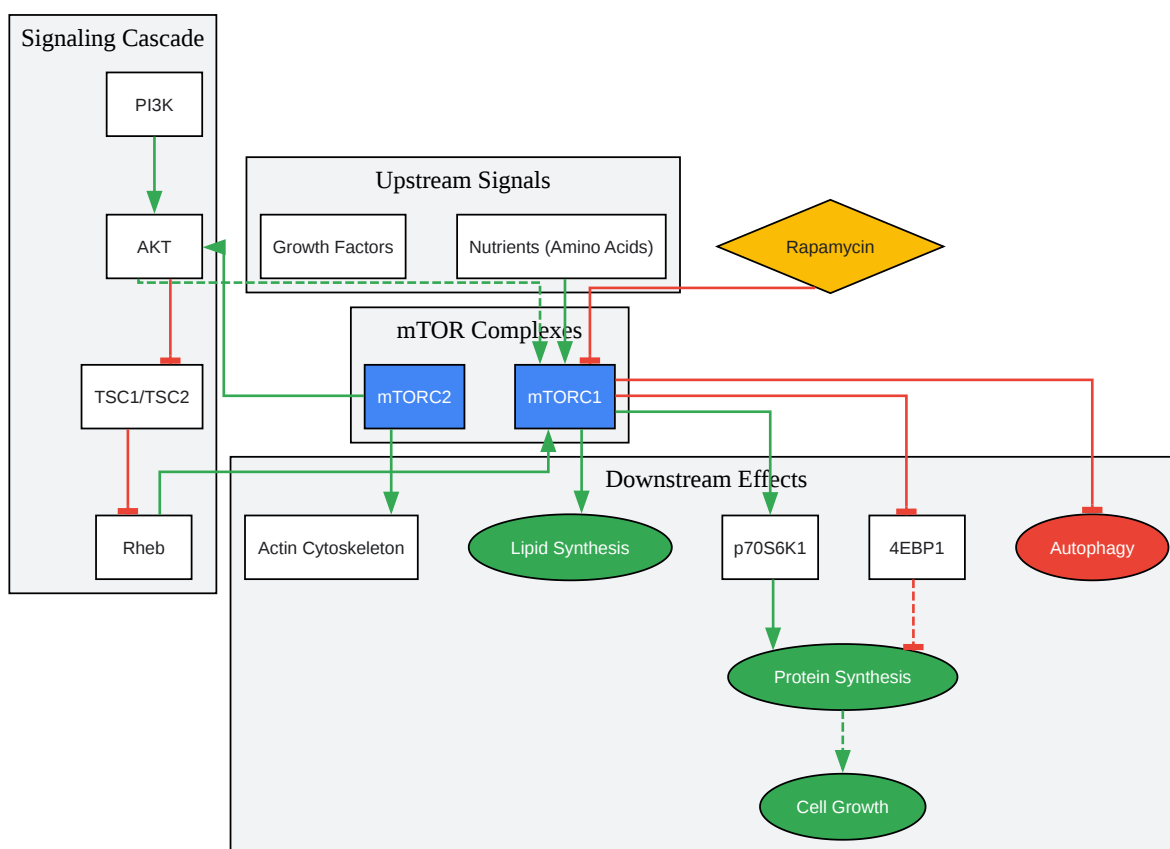 Signaling Cascade
PI3K
Upstream Signals
AKT
Growth Factors
Nutrients (Amino Acids)
Rapamycin
mTOR Complexes
TSC1/TSC2
mTORC2
mTORC1
Downstream Effects
Rheb
Actin Cytoskeleton
Lipid Synthesis
p70S6K1
4EBP1
Autophagy
Protein Synthesis
Cell Growth